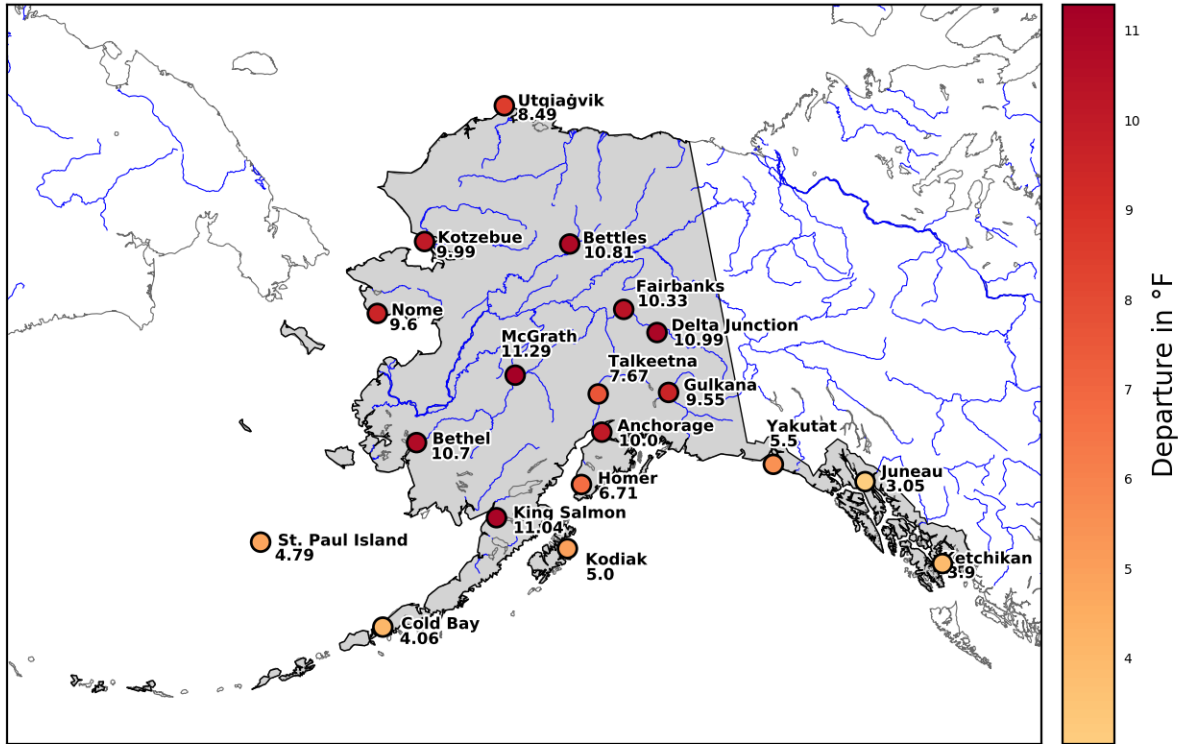 Utqiaġvik
8.49
Kotzebue
9.99
Bettles
10.81
Nome
9.6
Fairbanks
10.33
Delta Junction
10.99
McGrath
11.29
Talkeetna
7.67
Gulkana
9.55
Anchorage
10.0
Yakutat
5.5
Bethel
10.7
Homer
6.71
Juneau
3.05
King Salmon
11.04
St. Paul Island
4.79
Kodiak
5.0
Ketchikan
3.9
Cold Bay
4.06
11
10
9
8
7
6
5
4
Departure in °F